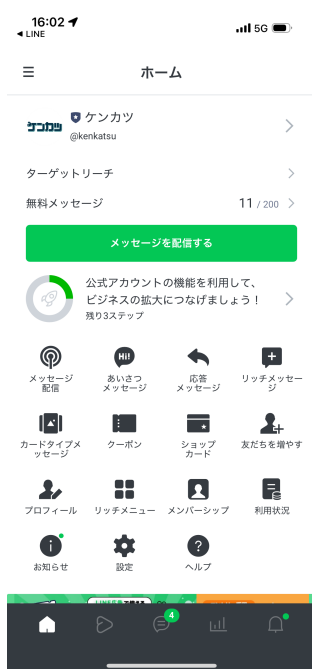 16:02
5G
◀ LINE
ホーム
ケンカツ
ケンカツ
@kenkatsu
ターゲットリーチ
無料メッセージ
11 / 200
メッセージを配信する
公式アカウントの機能を利用して、
ビジネスの拡大につなげましょう！
残り3ステップ
メッセージ
配信
Hi!
あいさつ
メッセージ
応答
メッセージ
リッチメッセー
ジ
カードタイプメ
ッセージ
クーポン
ショップ
カード
友だちを増やす
プロフィール
リッチメニュー
メンバーシップ
利用状況
お知らせ
設定
ヘルプ
4